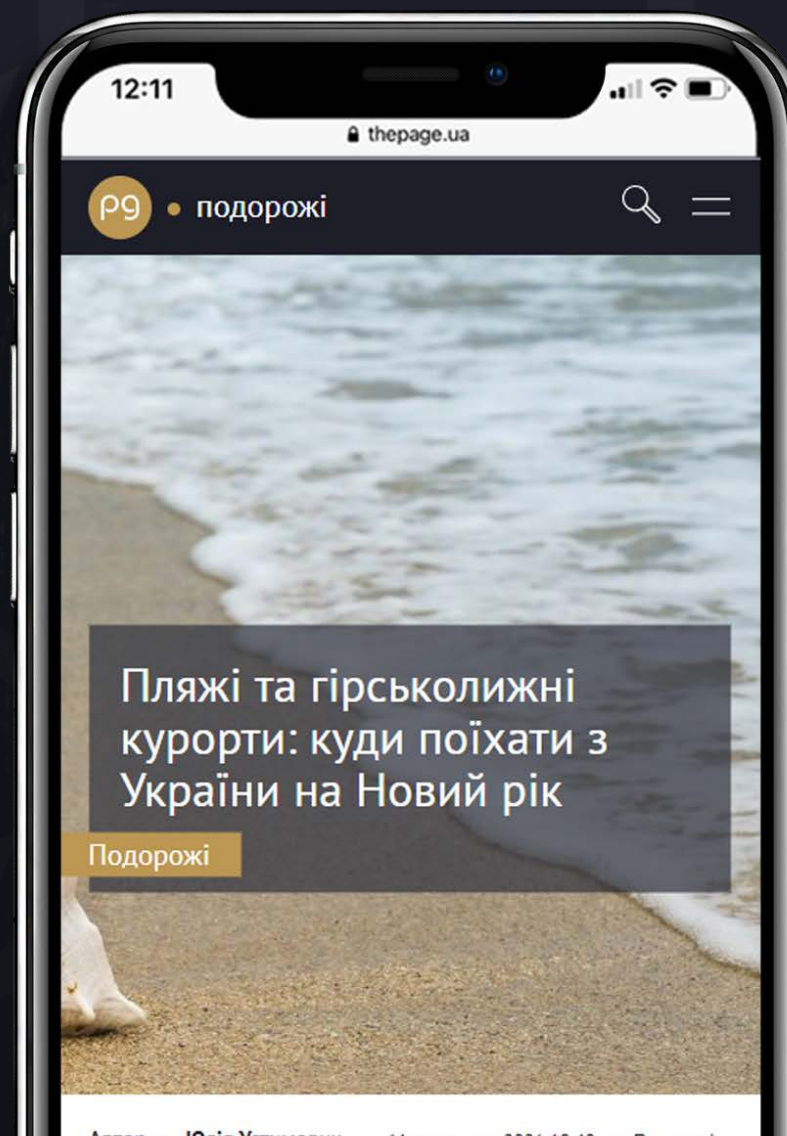 12:11
thepage.ua
pg • подорожі
Пляжі та гірськолижні
курорти: куди поїхати з
України на Новий рік
Подорожі